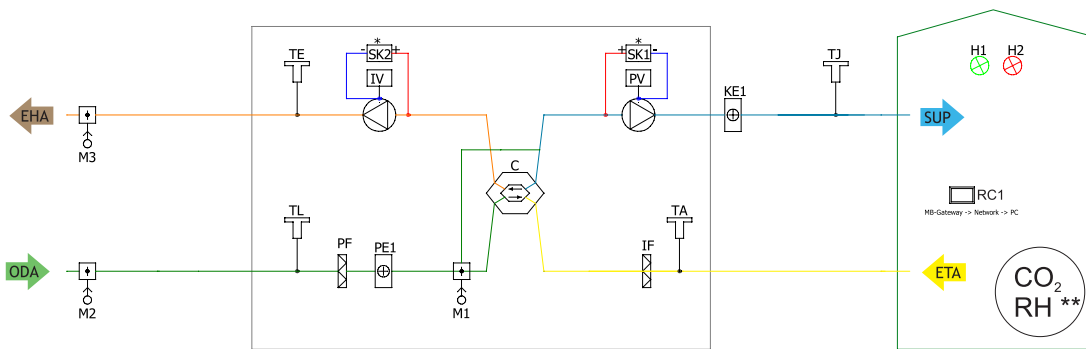 H1
H2
TE
*
- SK2 +
IV
*
+ SK1 -
PV
TJ
KE1
EHA
SUP
M3
C
RC1
MB-Gateway -> Network -> PC
TL
PF
PE1
TA
IF
ODA
M2
M1
ETA
CO₂
RH **